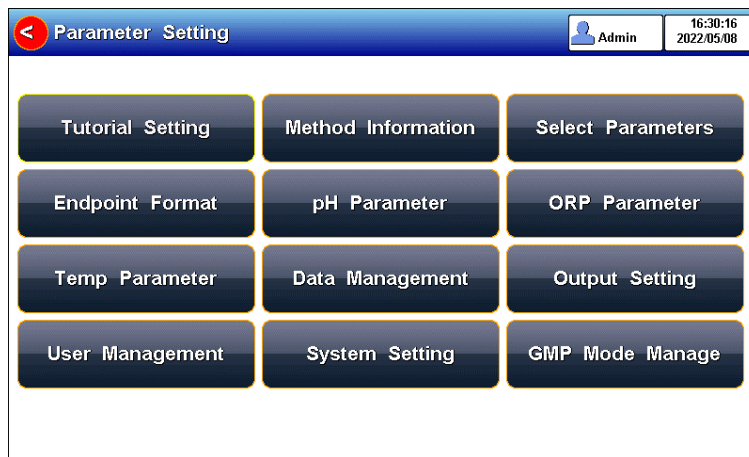 < Parameter Setting
Admin
16:30:16
2022/05/08
Tutorial Setting
Method Information
Select Parameters
Endpoint Format
pH Parameter
ORP Parameter
Temp Parameter
Data Management
Output Setting
User Management
System Setting
GMP Mode Manage